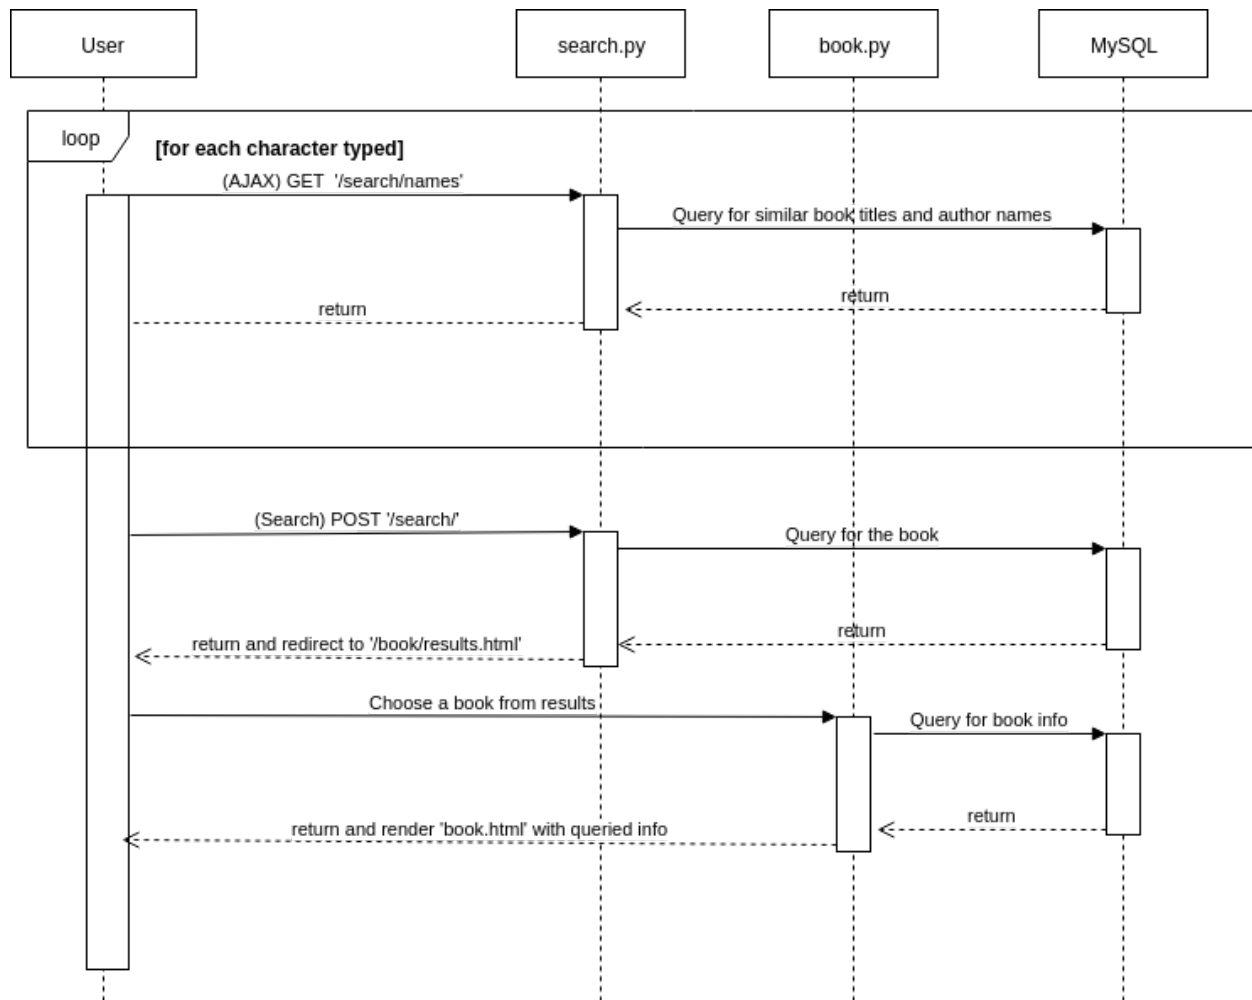 User
search.py
book.py
MySQL
loop
[for each character typed]
(AJAX) GET '/search/names'
Query for similar book titles and author names
return
return
(Search) POST '/search/'
Query for the book
return
return and redirect to '/book/results.html'
Choose a book from results
Query for book info
return
return and render 'book.html' with queried info